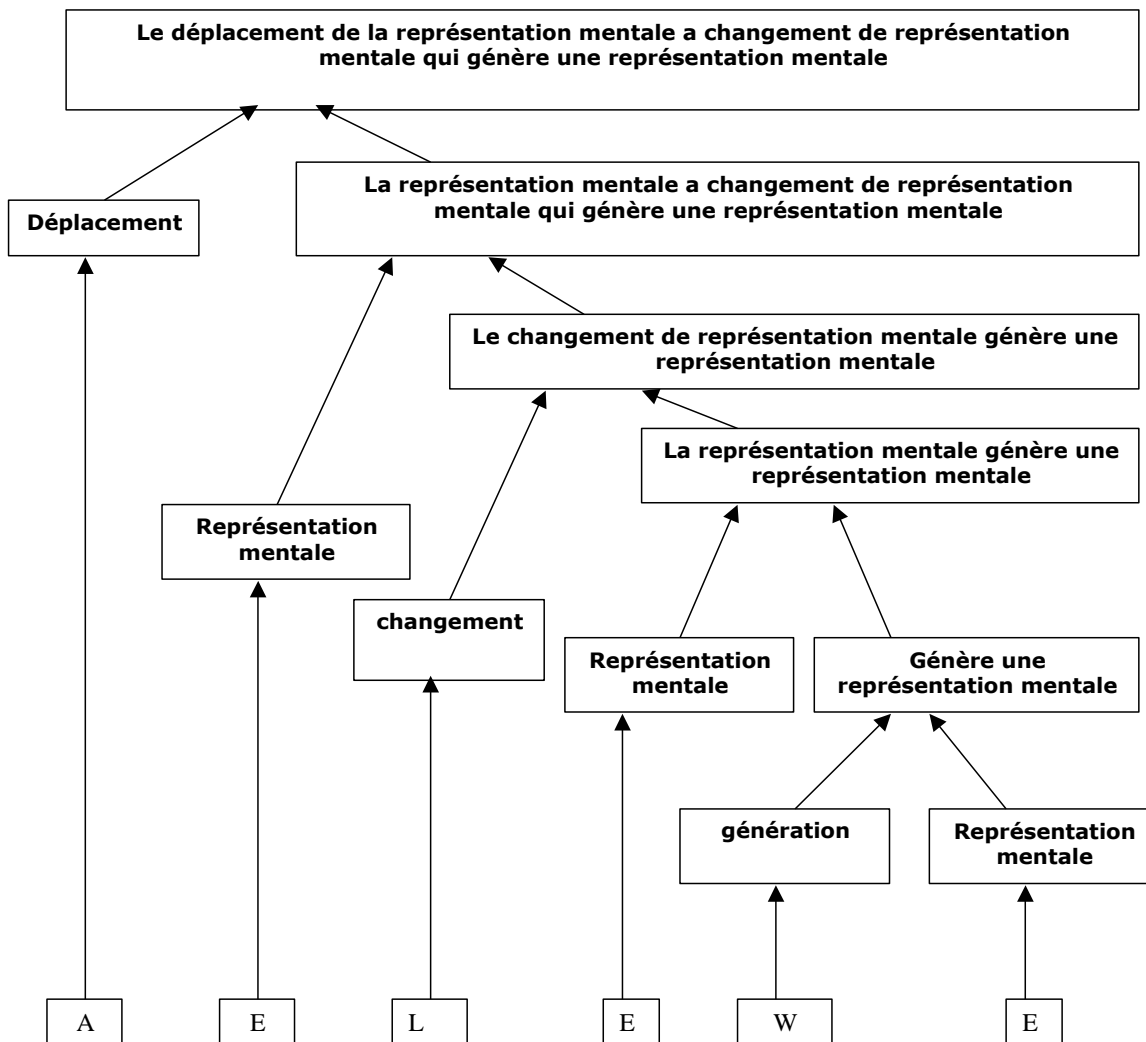 Le déplacement de la représentation mentale a changement de représentation
mentale qui génère une représentation mentale
La représentation mentale a changement de représentation
mentale qui génère une représentation mentale
Déplacement
Le changement de représentation mentale génère une
représentation mentale
La représentation mentale génère une
représentation mentale
Représentation
mentale
changement
Représentation
mentale
Génère une
représentation mentale
génération
Représentation
mentale
A
E
L
E
W
E